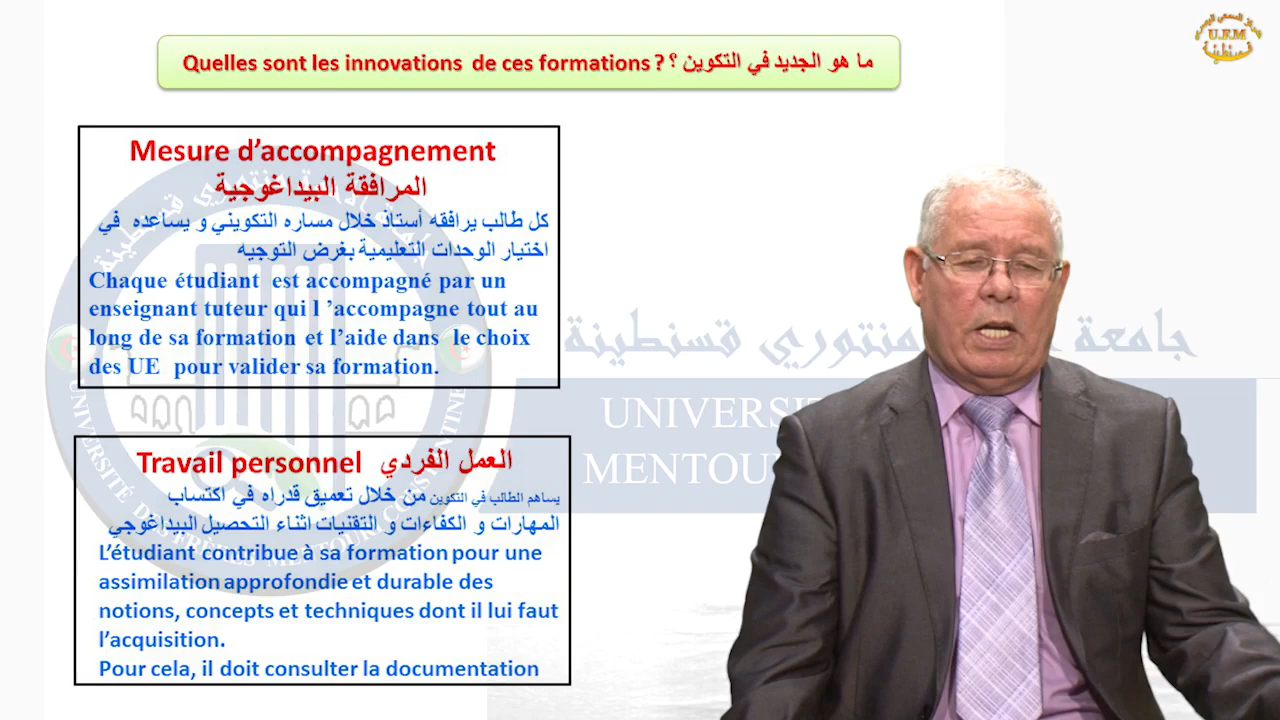 Quelles sont les innovations de ces formations ? ما هو الجديد في التكوين ؟
U.F.M
Mesure d’accompagnement
المرافقة البيداغوجية
كل طالب يرافقه أستاذ خلال مساره التكويني و يساعده في
اختيار الوحدات التعليمية بغرض التوجيه
Chaque étudiant est accompagné par un
enseignant tuteur qui l ’accompagne tout au
long de sa formation et l’aide dans le choix
des UE pour valider sa formation.
Travail personnel العمل الفردي
يساهم الطالب في التكوين من خلال تعميق قدراه في اكتساب
المهارات و الكفاءات و التقنيات اثناء التحصيل البيداغوجي
L’étudiant contribue à sa formation pour une
assimilation approfondie et durable des
notions, concepts et techniques dont il lui faut
l’acquisition.
Pour cela, il doit consulter la documentation
جامعة منتوري قسنطينة
UNIVERSI
MENTOU
UNIVERSITÉ DES FRÈRES MENTOURI CONSTANTINE